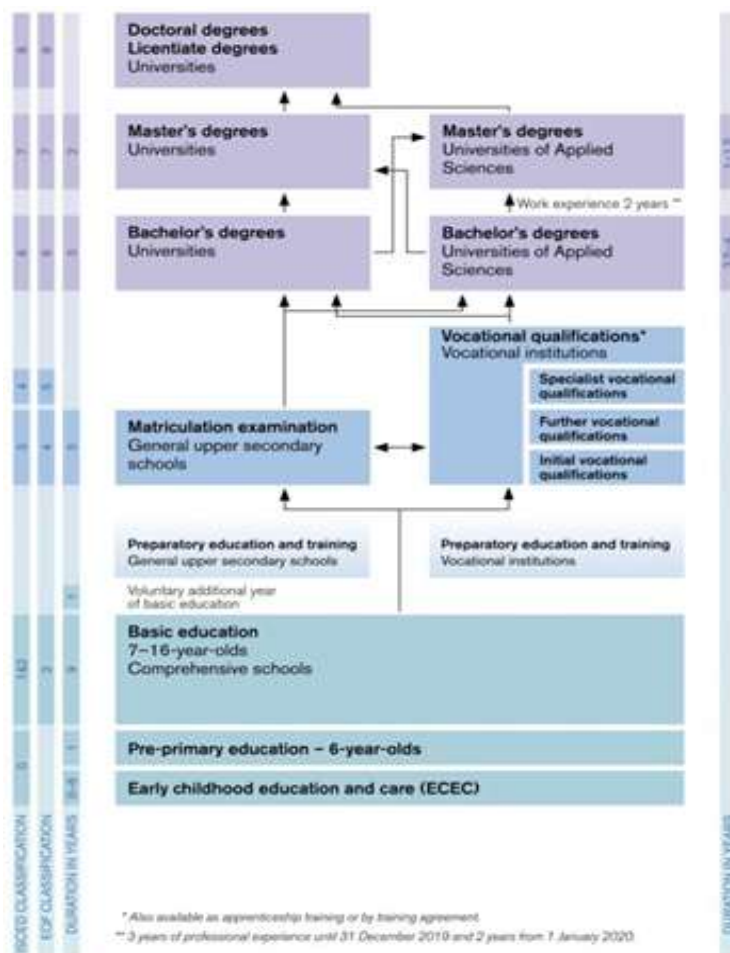 Doctoral degrees
Licentiate degrees
Universities
Master's degrees
Universities
Master's degrees
Universities of Applied
Sciences
Work experience 2 years **
Bachelor's degrees
Universities
Bachelor's degrees
Universities of Applied
Sciences
Vocational qualifications*
Vocational institutions
Specialist vocational
qualifications
Further vocational
qualifications
Initial vocational
qualifications
Matriculation examination
General upper secondary
schools
Preparatory education and training
General upper secondary schools
Preparatory education and training
Vocational institutions
Voluntary additional year
of basic education
Basic education
7–16-year-olds
Comprehensive schools
Pre-primary education – 6-year-olds
Early childhood education and care (ECEC)
ISCED CLASSIFICATION
EQF CLASSIFICATION
DURATION IN YEARS
DURATION IN YEARS
* Also available as apprenticeship training or by training agreement.
** 3 years of professional experience until 31 December 2019 and 2 years from 1 January 2020.